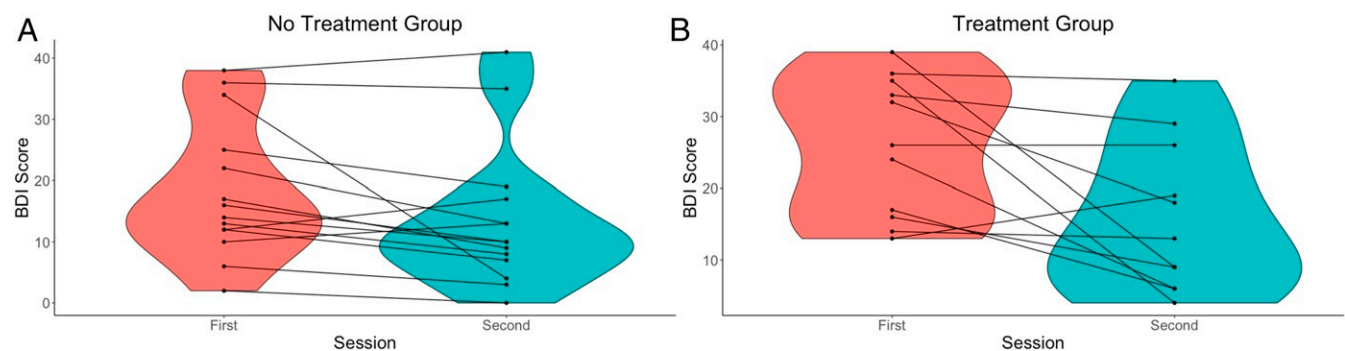 A
No Treatment Group
BDI Score
40
30
20
10
0
First
Second
Session
B
Treatment Group
BDI Score
40
30
20
10
First
Second
Session